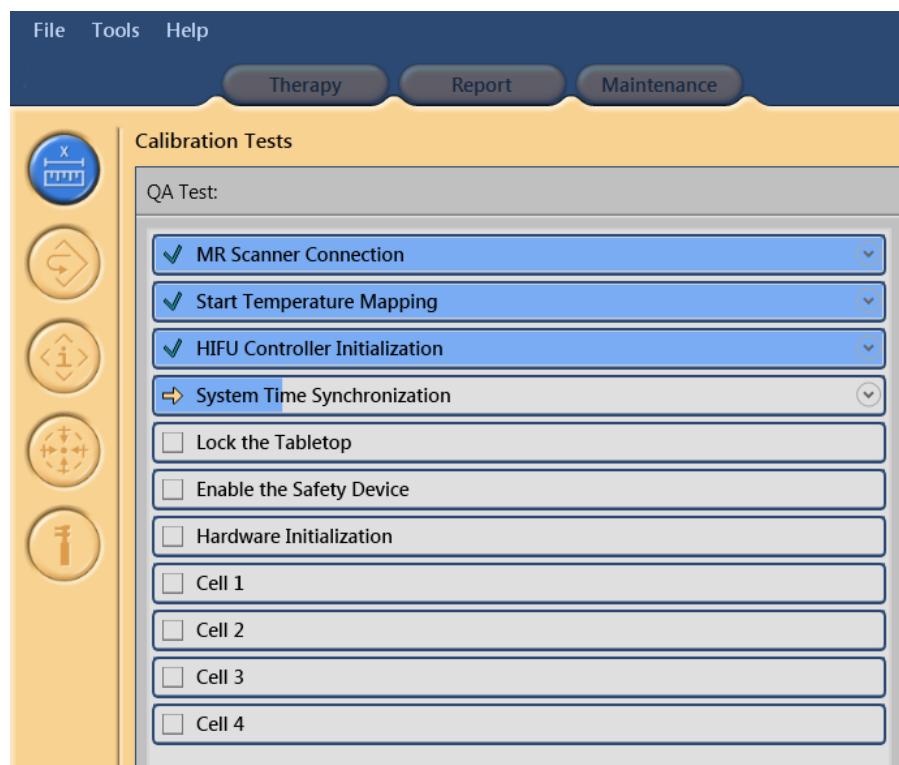 File Tools Help
Therapy Report Maintenance
Calibration Tests
X
QA Test:
MR Scanner Connection
Start Temperature Mapping
HIFU Controller Initialization
System Time Synchronization
Lock the Tabletop
Enable the Safety Device
Hardware Initialization
Cell 1
Cell 2
Cell 3
Cell 4